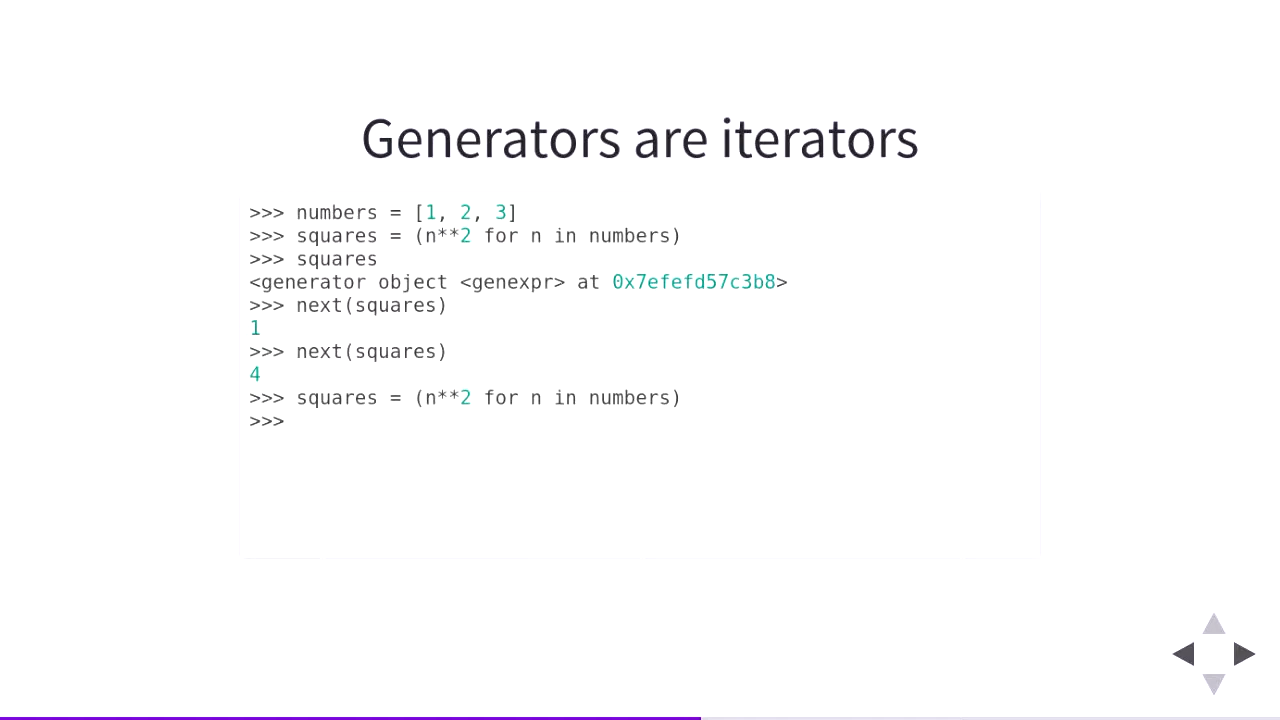 Generators are iterators
>>> numbers = [1, 2, 3]
>>> squares = (n**2 for n in numbers)
>>> squares
<generator object <genexpr> at 0x7efefd57c3b8>
>>> next(squares)
1
>>> next(squares)
4
>>> squares = (n**2 for n in numbers)
>>>